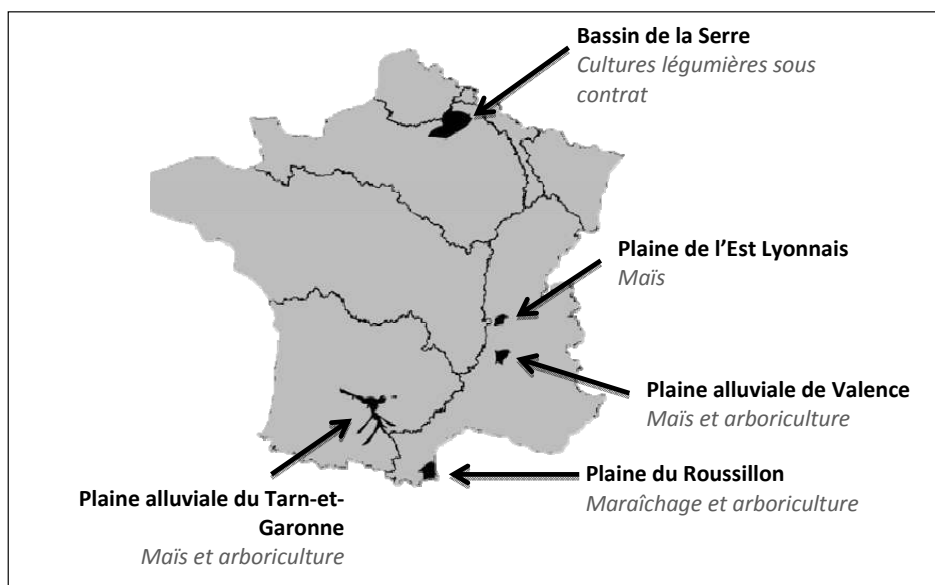 Bassin de la Serre
Cultures légumières sous
contrat
Plaine de l'Est Lyonnais
Maïs
Plaine alluviale de Valence
Maïs et arboriculture
Plaine du Roussillon
Maraîchage et arboriculture
Plaine alluviale du Tarn-et-
Garonne
Maïs et arboriculture